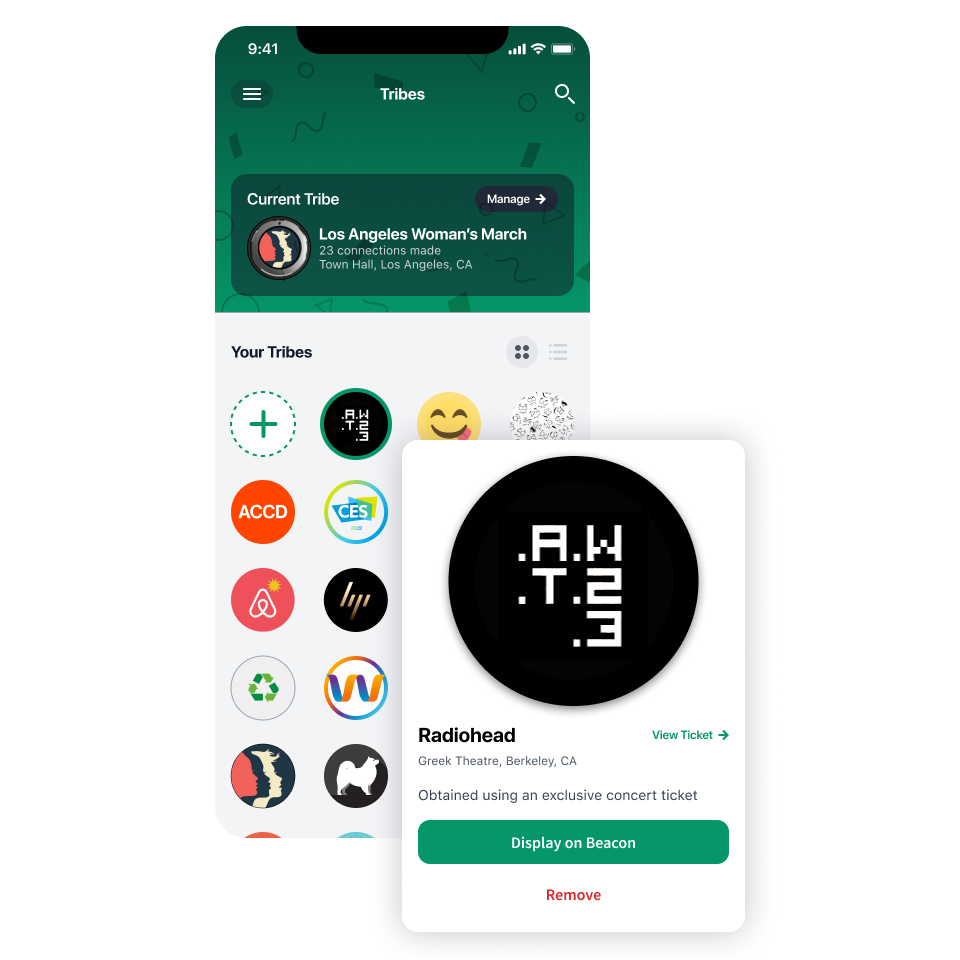 9:41
Tribes
Current Tribe
Manage →
Los Angeles Woman’s March
23 connections made
Town Hall, Los Angeles, CA
Your Tribes
.A.W
.T.2
.3
ACCD
CES
2022
hp
W
.A.W
.T.2
.3
Radiohead
View Ticket →
Greek Theatre, Berkeley, CA
Obtained using an exclusive concert ticket
Display on Beacon
Remove